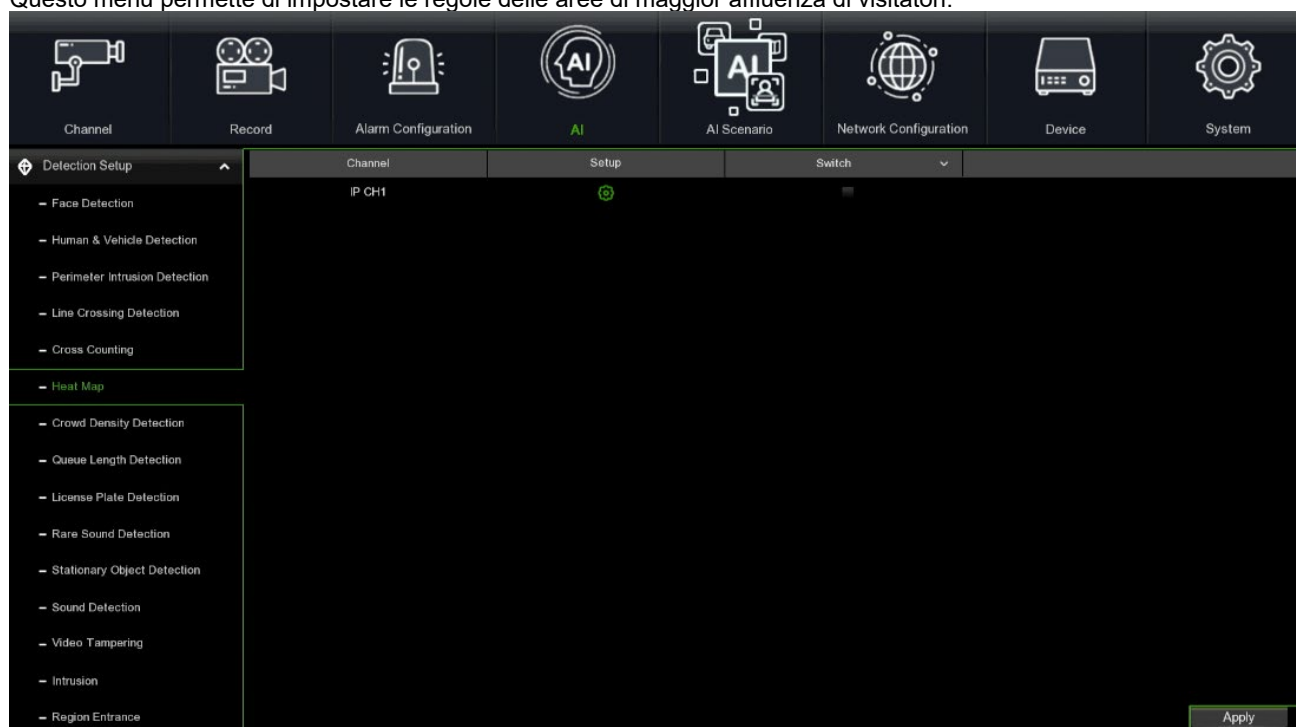 Questo menu permette di impostare le regole delle aree di maggior affluenza di visitatori.
AI
AI
Channel
Record
Alarm Configuration
AI
AI Scenario
Network Configuration
Device
System
Detection Setup
Channel
Setup
Switch
IP CH1
– Face Detection
– Human & Vehicle Detection
– Perimeter Intrusion Detection
– Line Crossing Detection
– Cross Counting
– Heat Map
– Crowd Density Detection
– Queue Length Detection
– License Plate Detection
– Rare Sound Detection
– Stationary Object Detection
– Sound Detection
– Video Tampering
– Intrusion
– Region Entrance
Apply